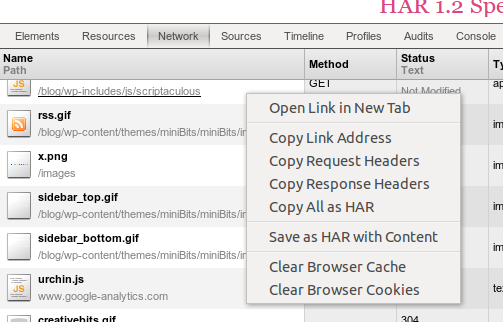 HAR 1.2 Spe
Elements Resources Network Sources Timeline Profiles Audits Console
Name Method Status Ty
Path Text
/blog/wp-includes/js/scriptaculous GET Not Modified ap
rss.gif
/blog/wp-content/themes/miniBits/miniBits/im im
x.png
/images im
sidebar_top.gif
/blog/wp-content/themes/miniBits/miniBits/im im
sidebar_bottom.gif
/blog/wp-content/themes/miniBits/miniBits/im im
urchin.js
www.google-analytics.com te
creativebits.gif 304
Open Link in New Tab
Copy Link Address
Copy Request Headers
Copy Response Headers
Copy All as HAR
Save as HAR with Content
Clear Browser Cache
Clear Browser Cookies